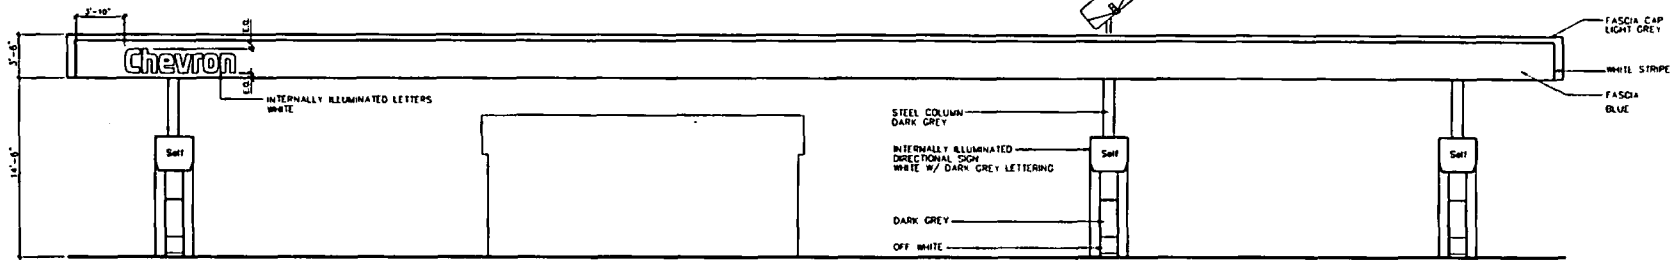 3'-10"
E.Q.
3'-6"
Chevron
E.Q.
INTERNALLY ILLUMINATED LETTERS
WHITE
14'-6"
Self
FASCIA CAP
LIGHT GREY
WHITE STRIPE
FASCIA
BLUE
STEEL COLUMN
DARK GREY
INTERNALLY ILLUMINATED
DIRECTIONAL SIGN
WHITE W/ DARK GREY LETTERING
Self
Self
DARK GREY
OFF WHITE